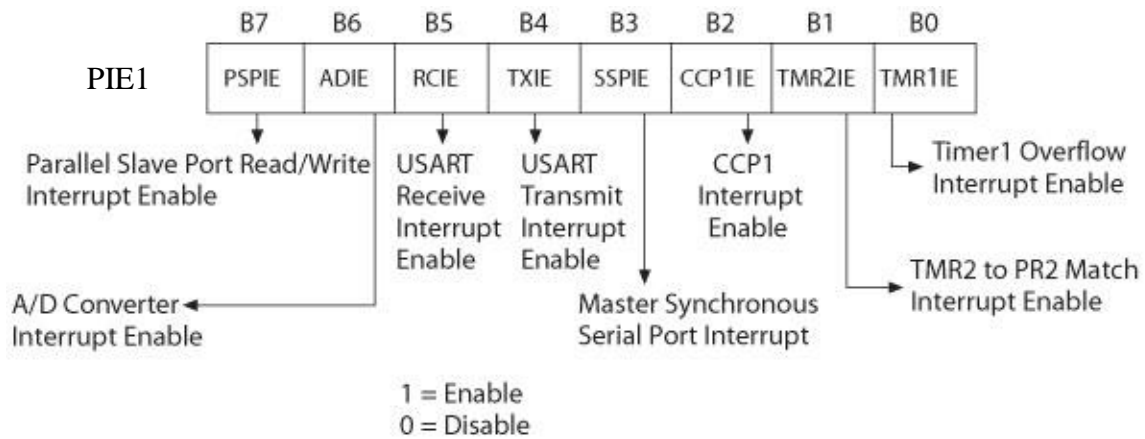 B7 B6 B5 B4 B3 B2 B1 B0
PIE1 PSPIE ADIE RCIE TXIE SSPIE CCP1IE TMR2IE TMR1IE
Parallel Slave Port Read/Write
Interrupt Enable
USART
Receive
Interrupt
Enable
USART
Transmit
Interrupt
Enable
CCP1
Interrupt
Enable
Timer1 Overflow
Interrupt Enable
A/D Converter
Interrupt Enable
Master Synchronous
Serial Port Interrupt
TMR2 to PR2 Match
Interrupt Enable
1 = Enable
0 = Disable